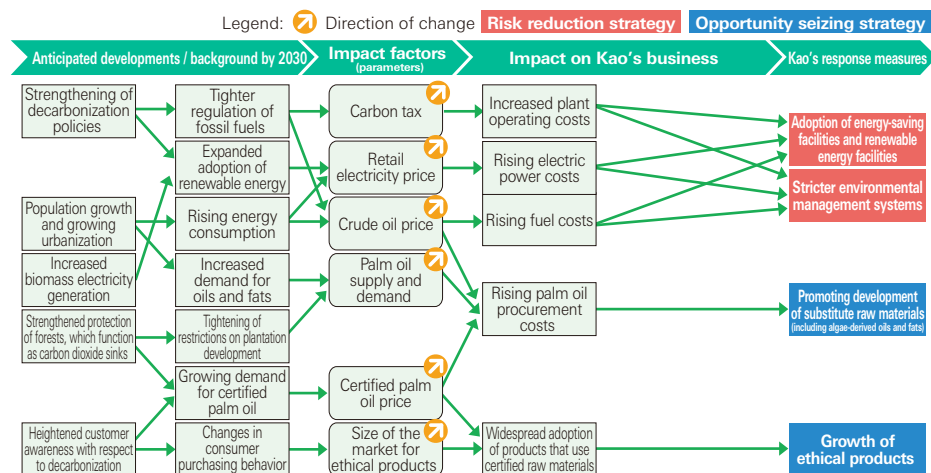 Legend: Direction of change Risk reduction strategy Opportunity seizing strategy
Anticipated developments / background by 2030
Impact factors
(parameters)
Impact on Kao's business
Kao's response measures
Strengthening of
decarbonization
policies
Population growth
and growing
urbanization
Increased
biomass electricity
generation
Strengthened protection
of forests, which function
as carbon dioxide sinks
Heightened customer
awareness with respect
to decarbonization
Tighter
regulation of
fossil fuels
Expanded
adoption of
renewable energy
Rising energy
consumption
Increased
demand for
oils and fats
Tightening of
restrictions on plantation
development
Growing demand
for certified
palm oil
Changes in
consumer
purchasing behavior
Carbon tax
Retail
electricity price
Crude oil price
Palm oil
supply and
demand
Certified palm
oil price
Size of the
market for
ethical products
Increased plant
operating costs
Rising electric
power costs
Rising fuel costs
Rising palm oil
procurement
costs
Widespread adoption
of products that use
certified raw materials
Adoption of energy-saving
facilities and renewable
energy facilities
Stricter environmental
management systems
Promoting development
of substitute raw materials
(including algae-derived oils and fats)
Growth of
ethical products